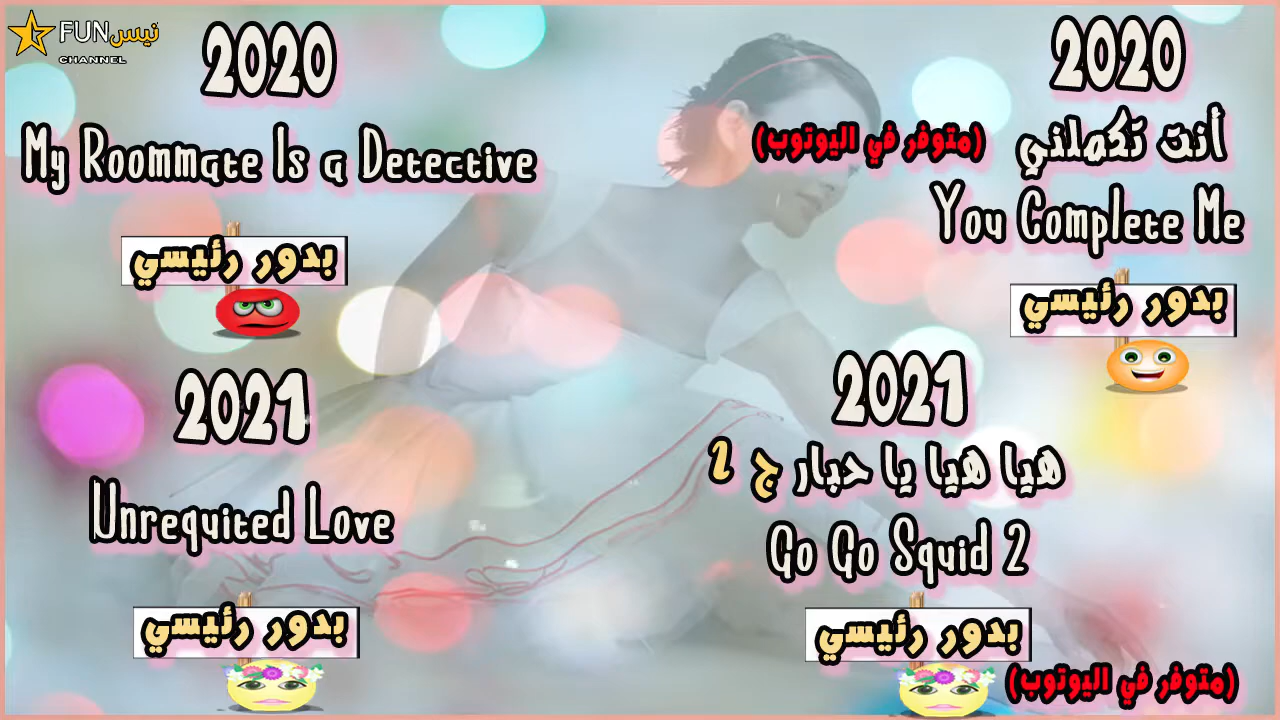 FUN نيس
CHANNEL
2020
My Roommate Is a Detective
بدور رئيسي
2020
أنت تكملني
(متوفر في اليوتوب)
You Complete Me
بدور رئيسي
2021
Unrequited Love
بدور رئيسي
2021
هيا هيا يا حبار ج 2
Go Go Squid 2
بدور رئيسي
(متوفر في اليوتوب)